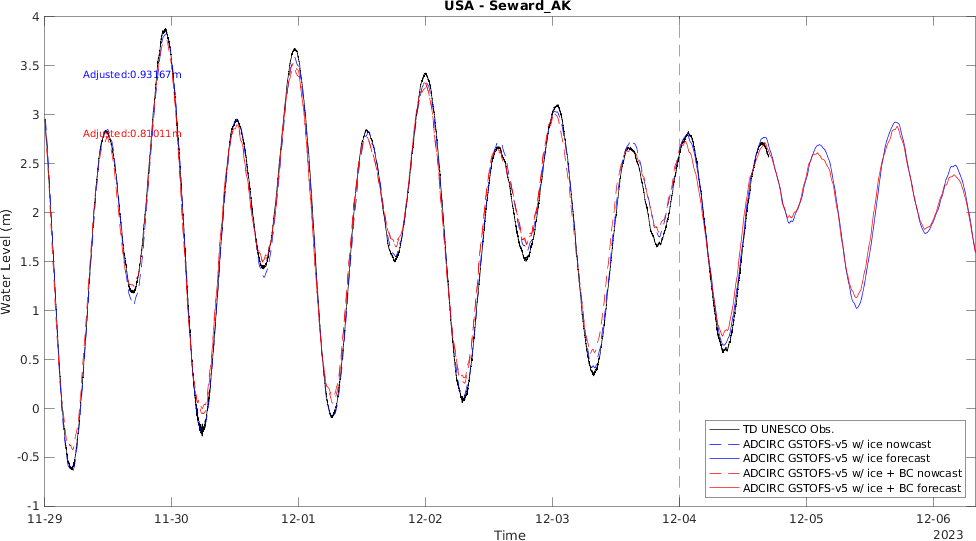 USA - Seward_AK
4
3.5
3
2.5
2
1.5
1
0.5
0
-0.5
-1
Water Level (m)
Adjusted:0.93167m
Adjusted:0.81011m
TD UNESCO Obs.
ADCIRC GSTOFS-v5 w/ ice nowcast
ADCIRC GSTOFS-v5 w/ ice forecast
ADCIRC GSTOFS-v5 w/ ice + BC nowcast
ADCIRC GSTOFS-v5 w/ ice + BC forecast
11-29 11-30 12-01 12-02 12-03 12-04 12-05 12-06
Time
2023